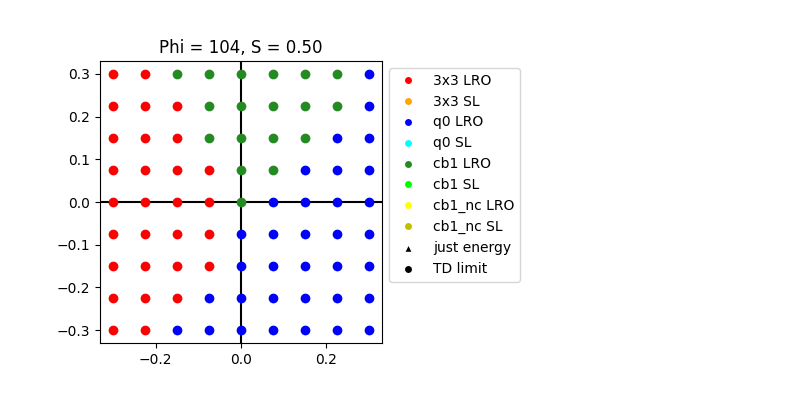 Phi = 104, S = 0.50
0.3
0.2
0.1
0.0
−0.1
−0.2
−0.3
−0.2
0.0
0.2
3x3 LRO
3x3 SL
q0 LRO
q0 SL
cb1 LRO
cb1 SL
cb1_nc LRO
cb1_nc SL
just energy
TD limit